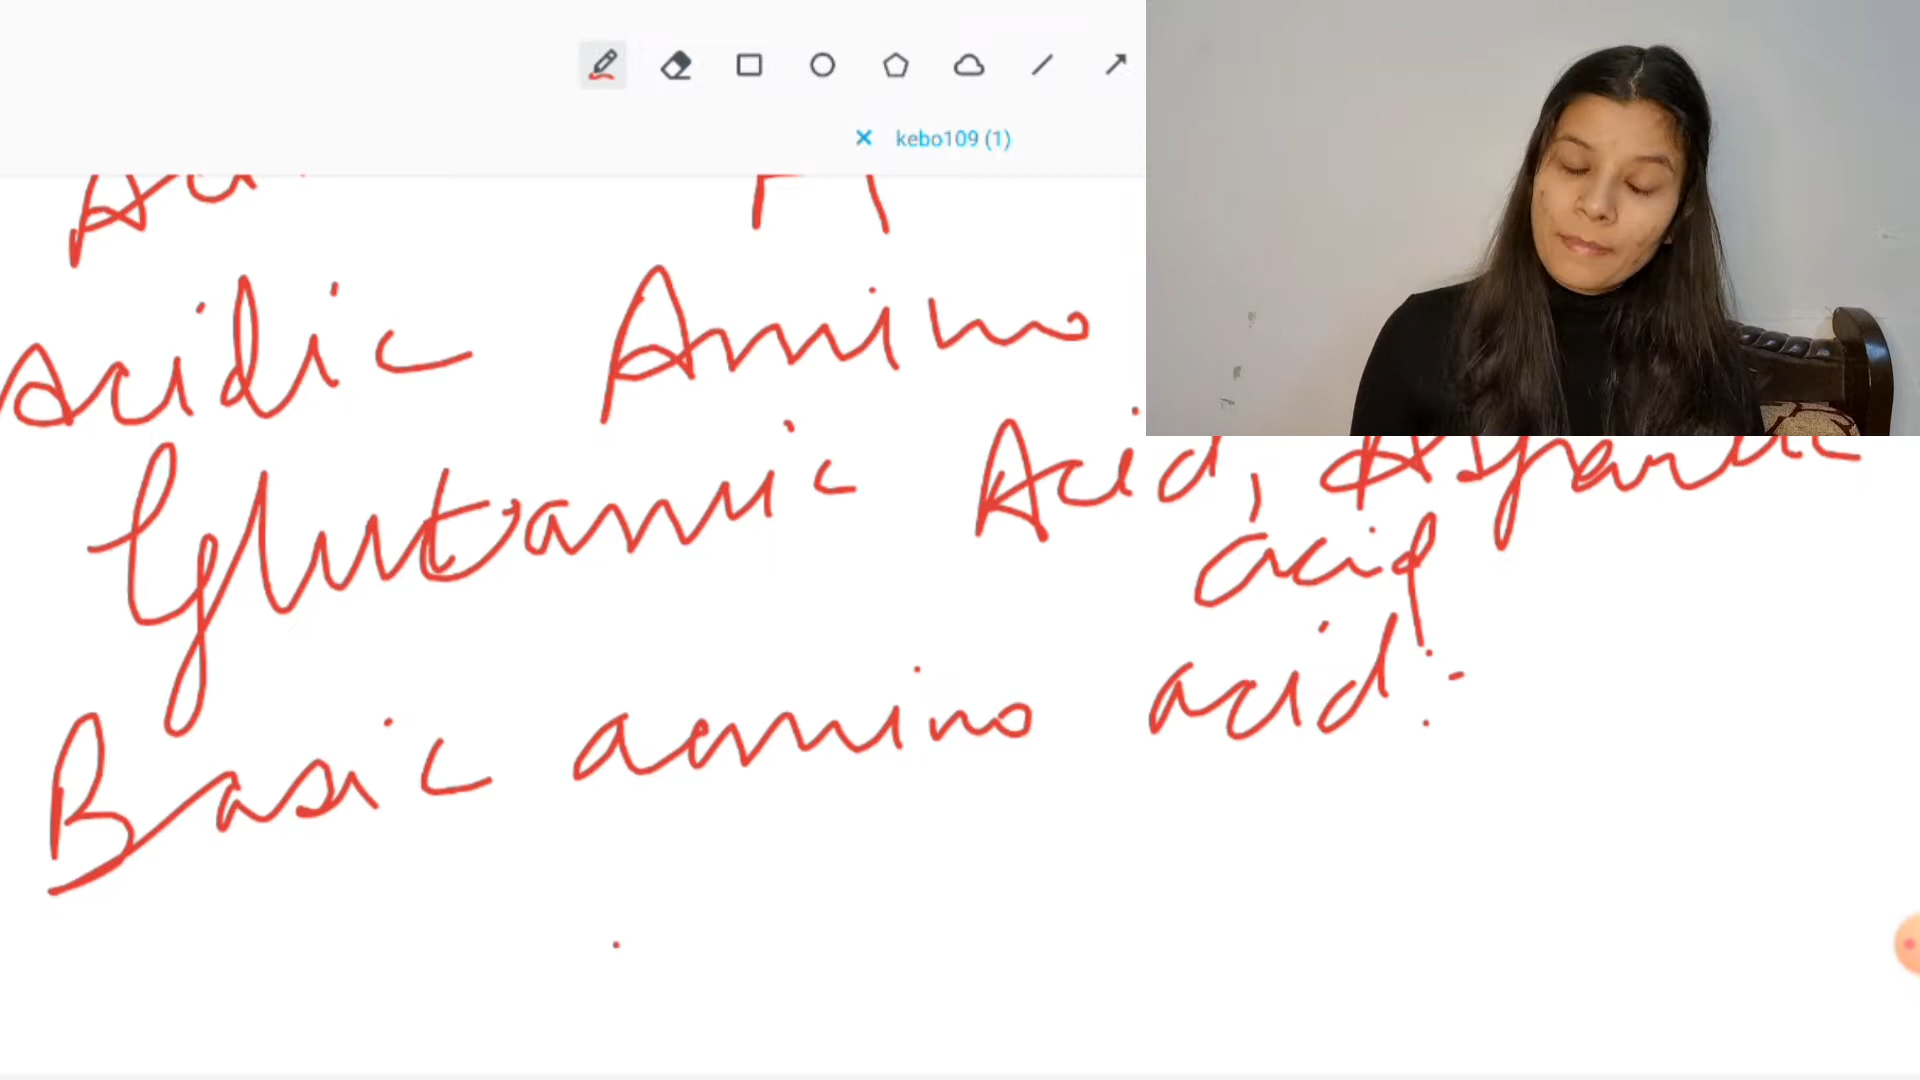 kebo109 (1)
Acidic Amino
Glutamic Acid, Aspartic
acid
Basic amino acid:-